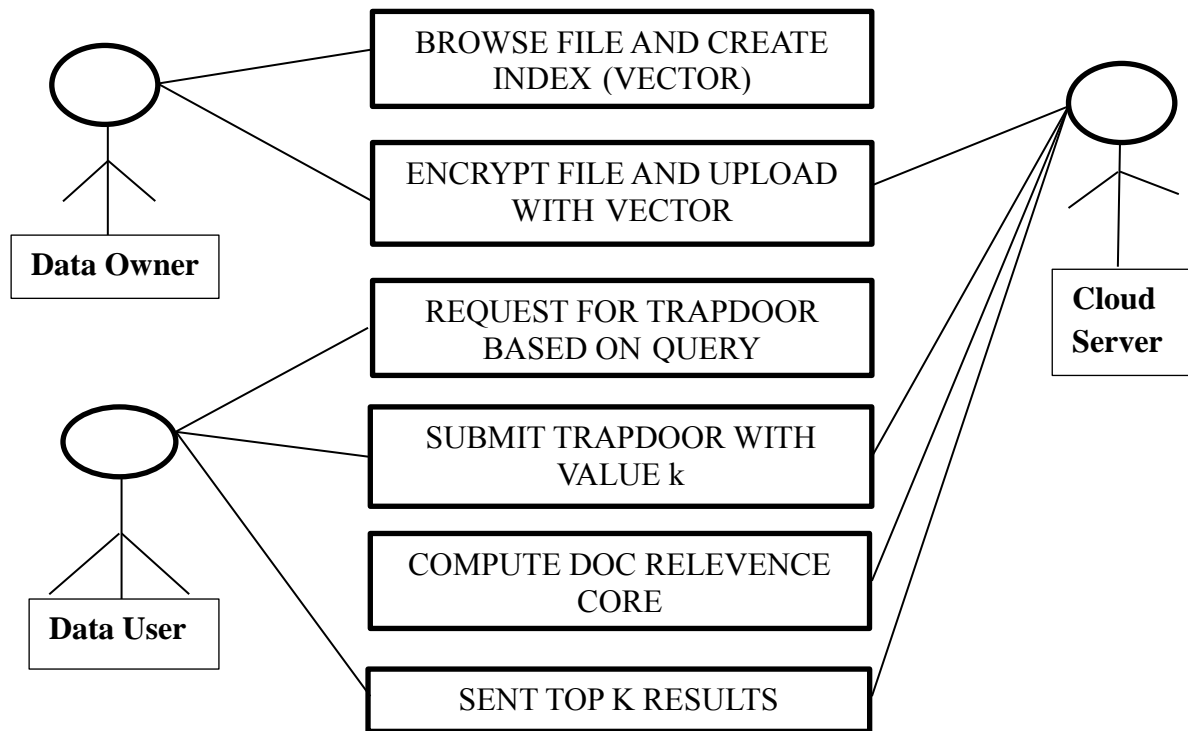 BROWSE FILE AND CREATE
INDEX (VECTOR)
ENCRYPT FILE AND UPLOAD
WITH VECTOR
Data Owner
REQUEST FOR TRAPDOOR
BASED ON QUERY
Cloud
Server
SUBMIT TRAPDOOR WITH
VALUE k
COMPUTE DOC RELEVENCE
CORE
Data User
SENT TOP K RESULTS